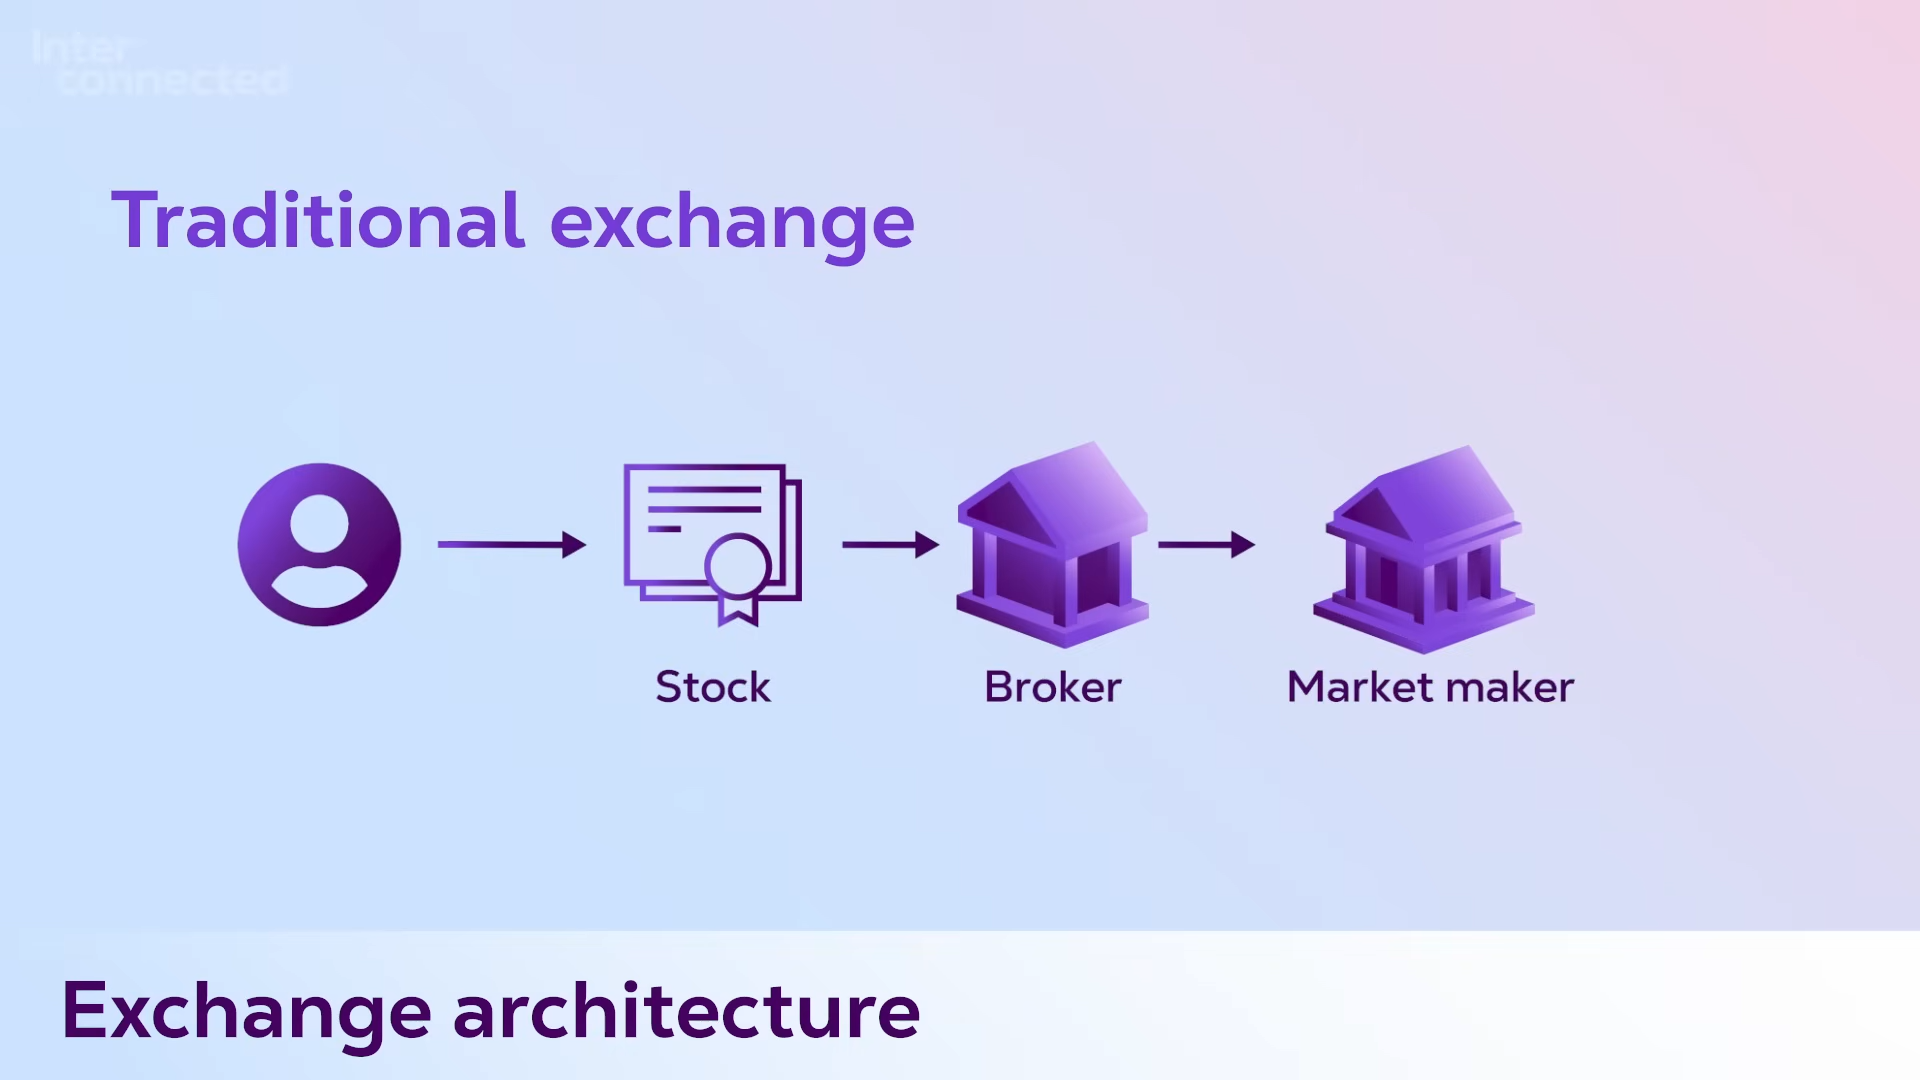 Inter
connected
Traditional exchange
Stock
Broker
Market maker
Exchange architecture